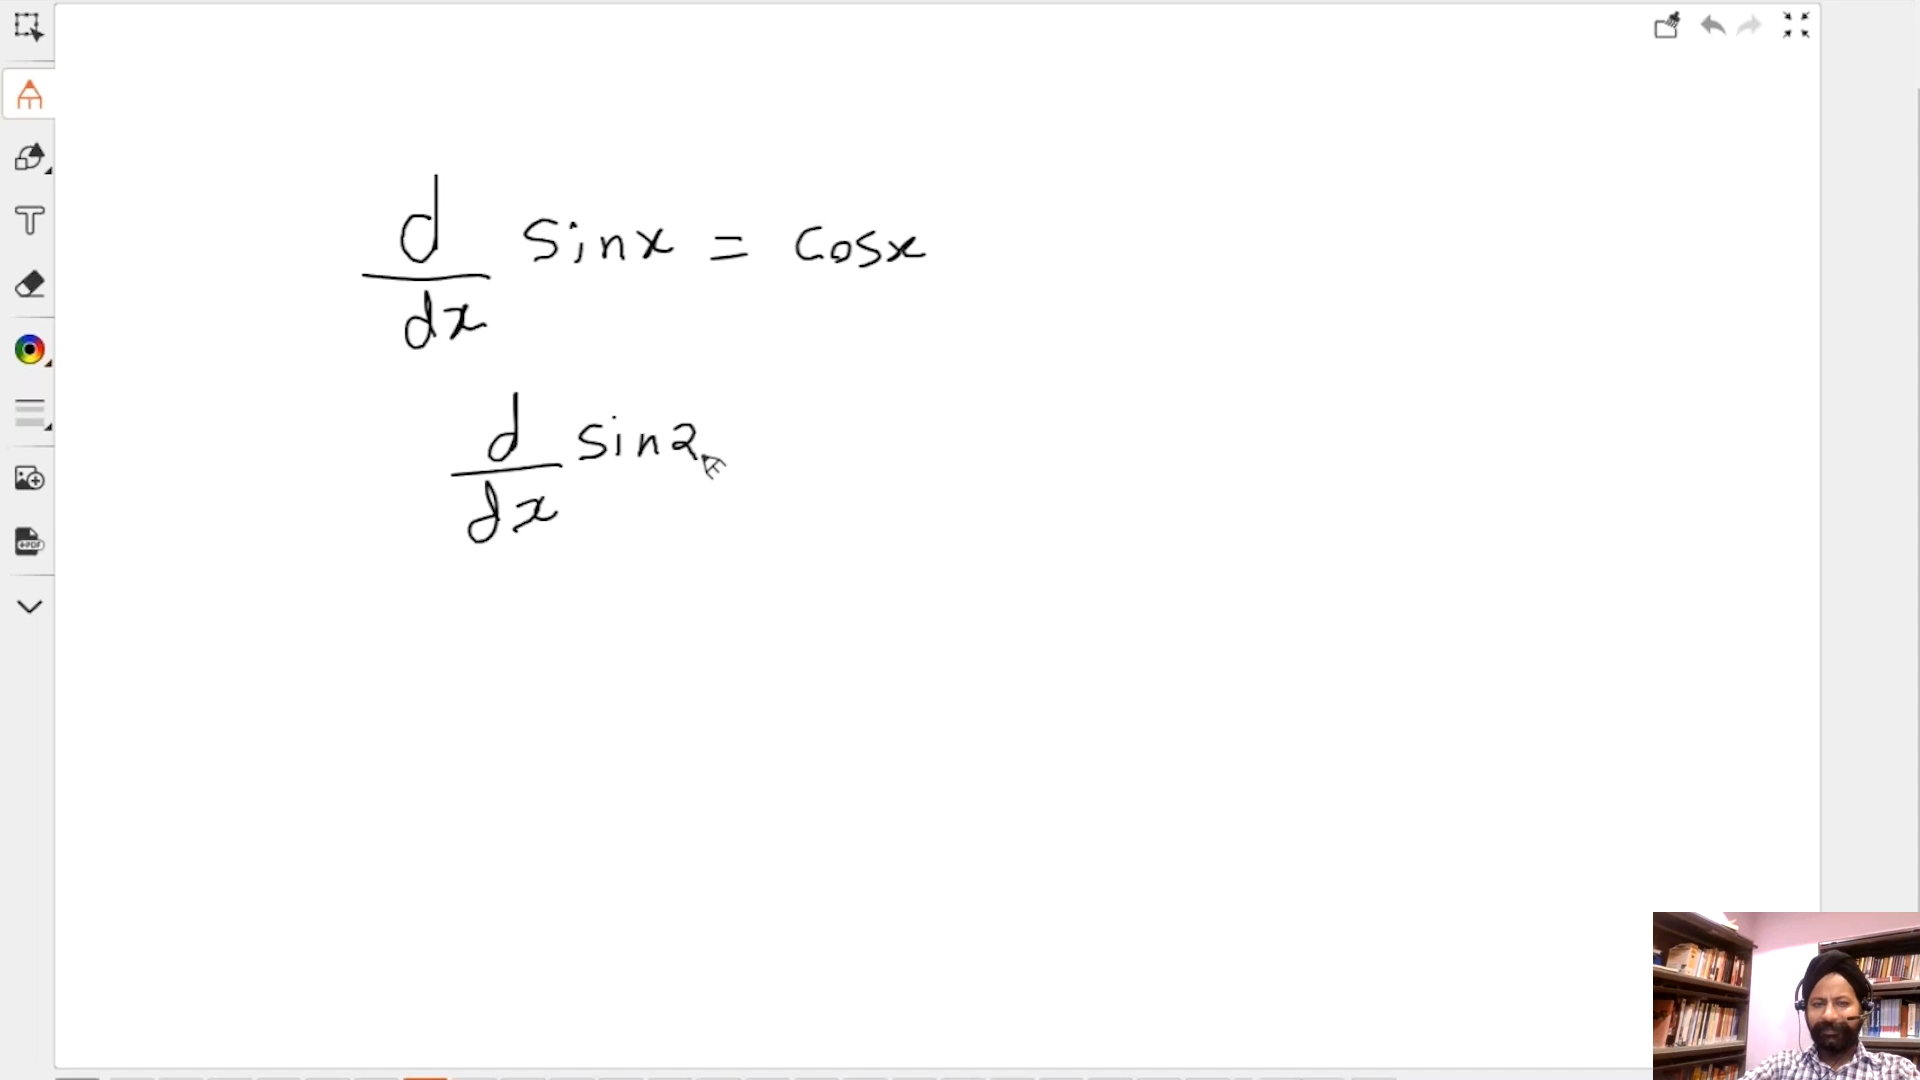 d/dx sinx = cosx
d/dx sin2